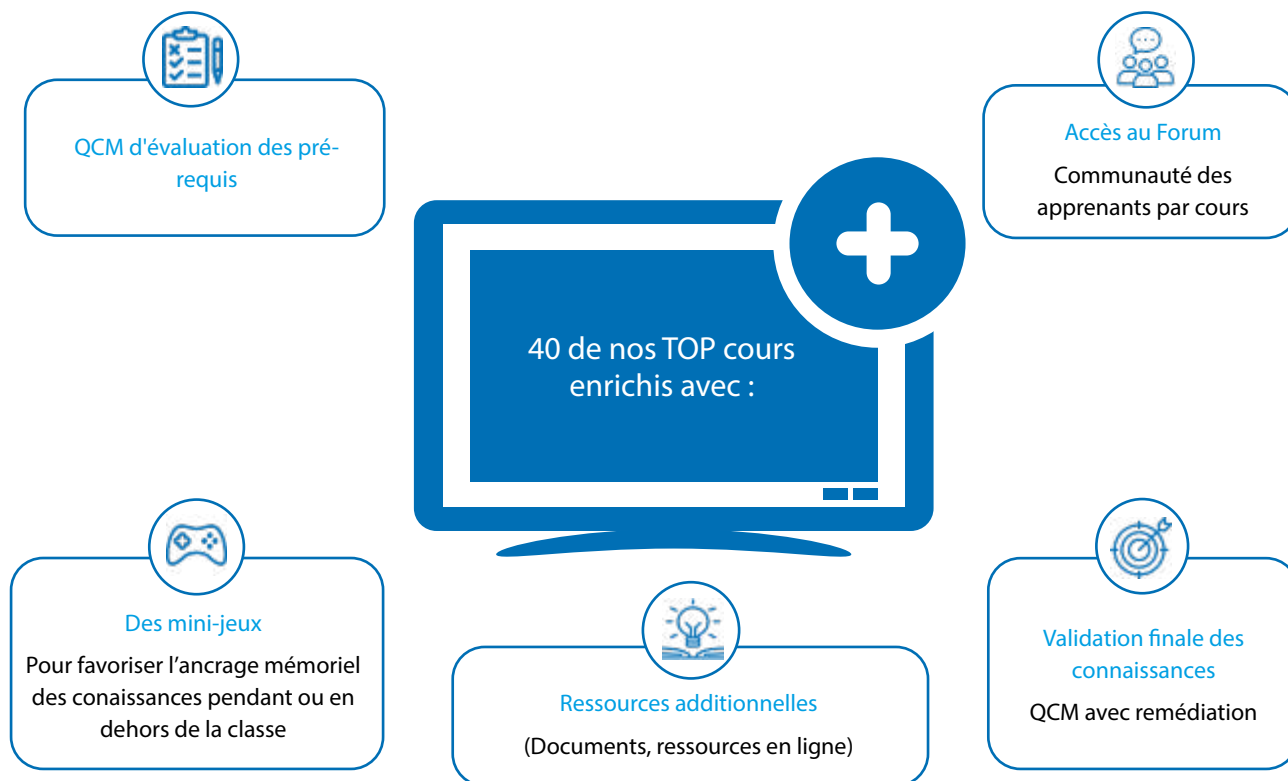 QCM d'évaluation des pré-
requis
Accès au Forum
Communauté des
apprenants par cours
40 de nos TOP cours
enrichis avec :
Des mini-jeux
Pour favoriser l’ancrage mémoriel
des conaissances pendant ou en
dehors de la classe
Ressources additionnelles
(Documents, ressources en ligne)
Validation finale des
connaissances
QCM avec remédiation